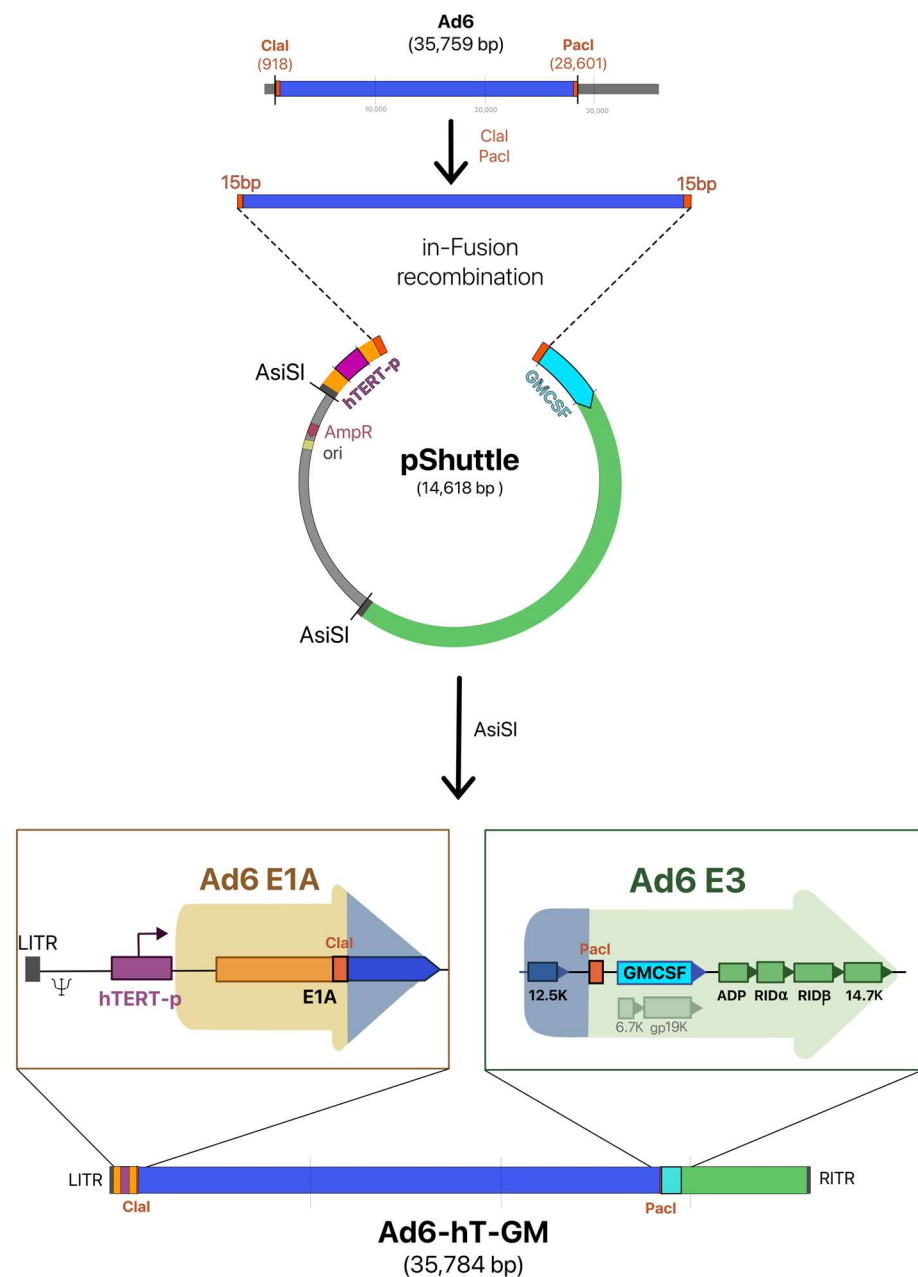 Ad6
(35,759 bp)
ClaI
(918)
PacI
(28,601)
10,000
20,000
30,000
ClaI
PacI
15bp
15bp
in-Fusion
recombination
AsiSI
hTERT-p
GMCSF
AmpR
ori
pShuttle
(14,618 bp )
AsiSI
AsiSI
Ad6 E1A
LITR
Ψ
hTERT-p
ClaI
E1A
Ad6 E3
PacI
GMCSF
12.5K
ADP
RIDα
RIDβ
14.7K
6.7K
gp19K
LITR
RITR
ClaI
PacI
Ad6-hT-GM
(35,784 bp)